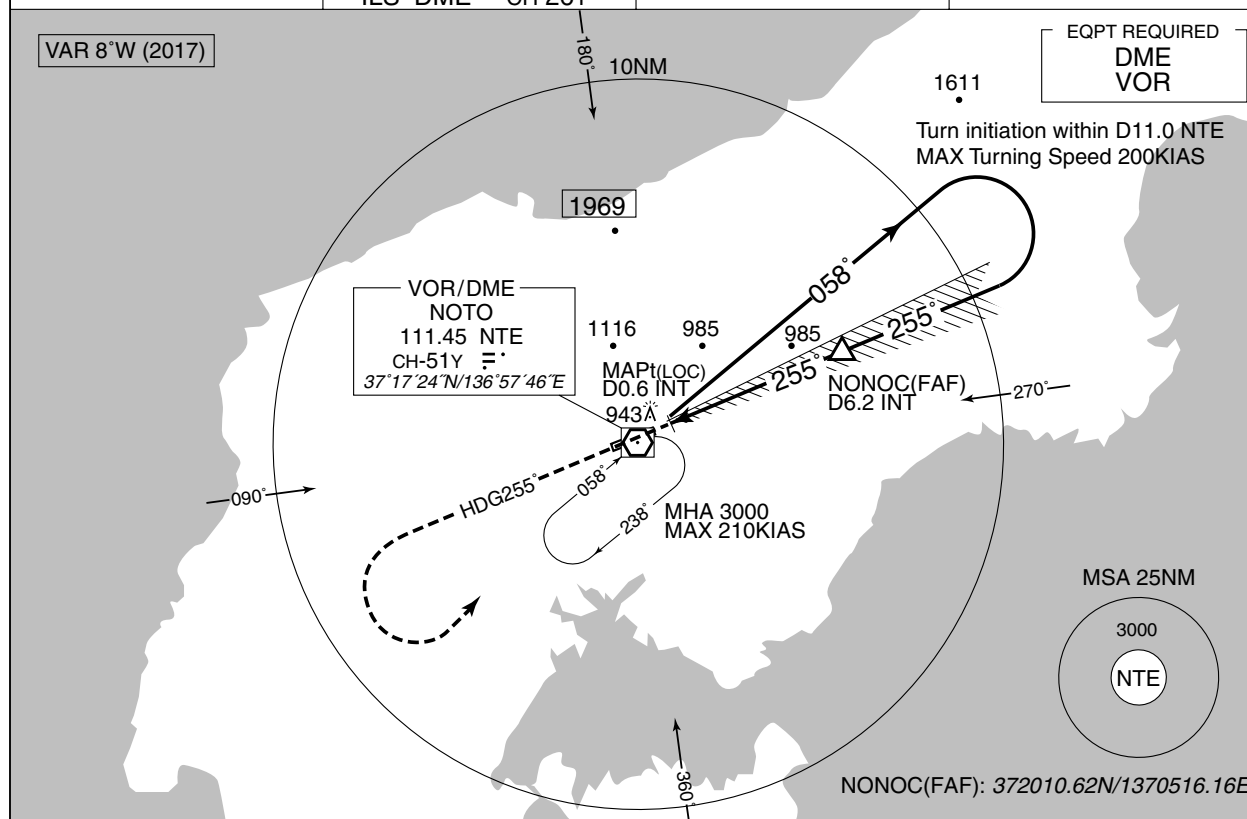 ILS-DME CH-20Y
VAR 8°W (2017)
180°
10NM
EQPT REQUIRED
DME
VOR
1611
Turn initiation within D11.0 NTE
MAX Turning Speed 200KIAS
1969
058°
VOR/DME
NOTO
111.45 NTE
CH-51Y
37°17′24″N/136°57′46″E
1116
985
985
255°
255°
MAPt(LOC)
D0.6 INT
NONOC(FAF)
D6.2 INT
270°
943
090°
HDG255°
058°
238°
MHA 3000
MAX 210KIAS
MSA 25NM
3000
NTE
360°
NONOC(FAF): 372010.62N/1370516.16E